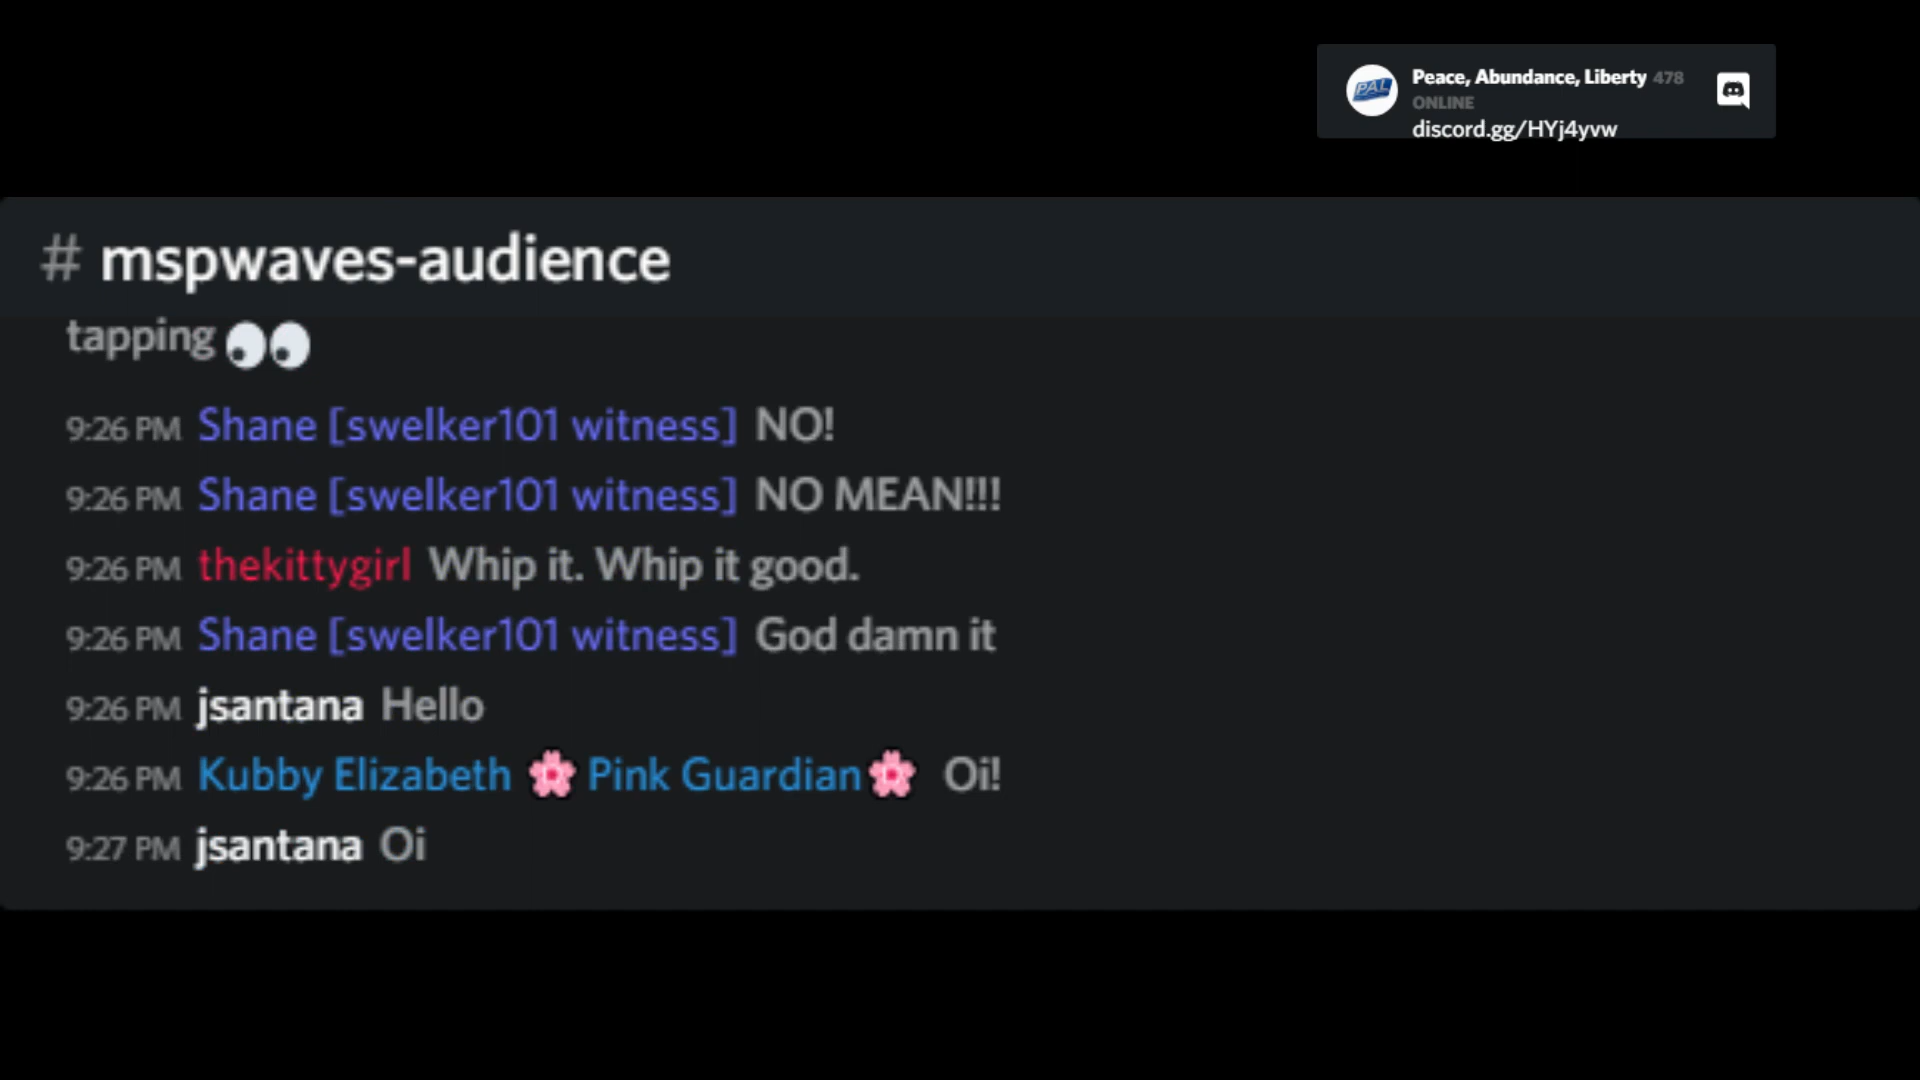 PAL
Peace, Abundance, Liberty 478
ONLINE
discord.gg/HYj4yvw
# mspwaves-audience
tapping 👀
9:26 PM Shane [swelker101 witness] NO!
9:26 PM Shane [swelker101 witness] NO MEAN!!!
9:26 PM thekittygirl Whip it. Whip it good.
9:26 PM Shane [swelker101 witness] God damn it
9:26 PM jsantana Hello
9:26 PM Kubby Elizabeth 🌸 Pink Guardian🌸 Oi!
9:27 PM jsantana Oi